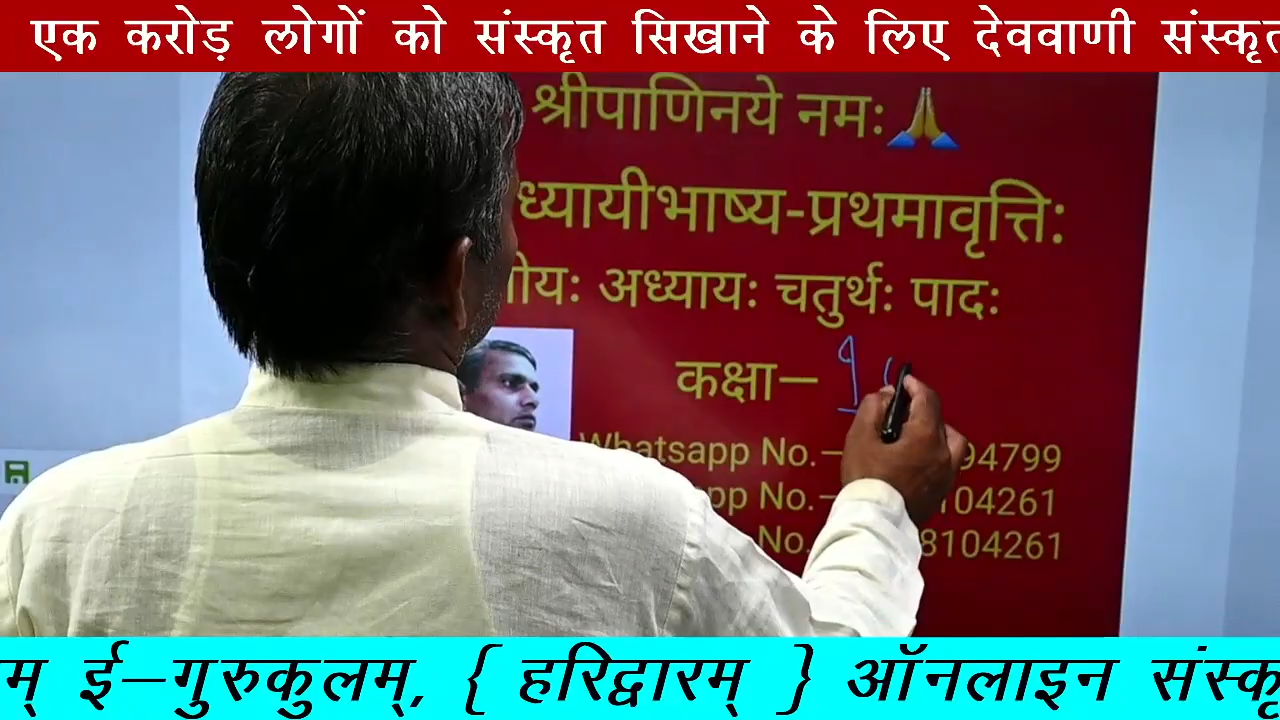 एक करोड़ लोगों को संस्कृत सिखाने के लिए देववाणी संस्कृत
श्रीपाणिनये नमः🙏
ध्यायीभाष्य-प्रथमावृत्ति:
ीयः अध्यायः चतुर्थः पादः
कक्षा– १
Whatsapp No.– 94799
pp No.– 104261
No. 8104261
म् ई–गुरुकुलम्, { हरिद्वारम् } ऑनलाइन संस्कृ